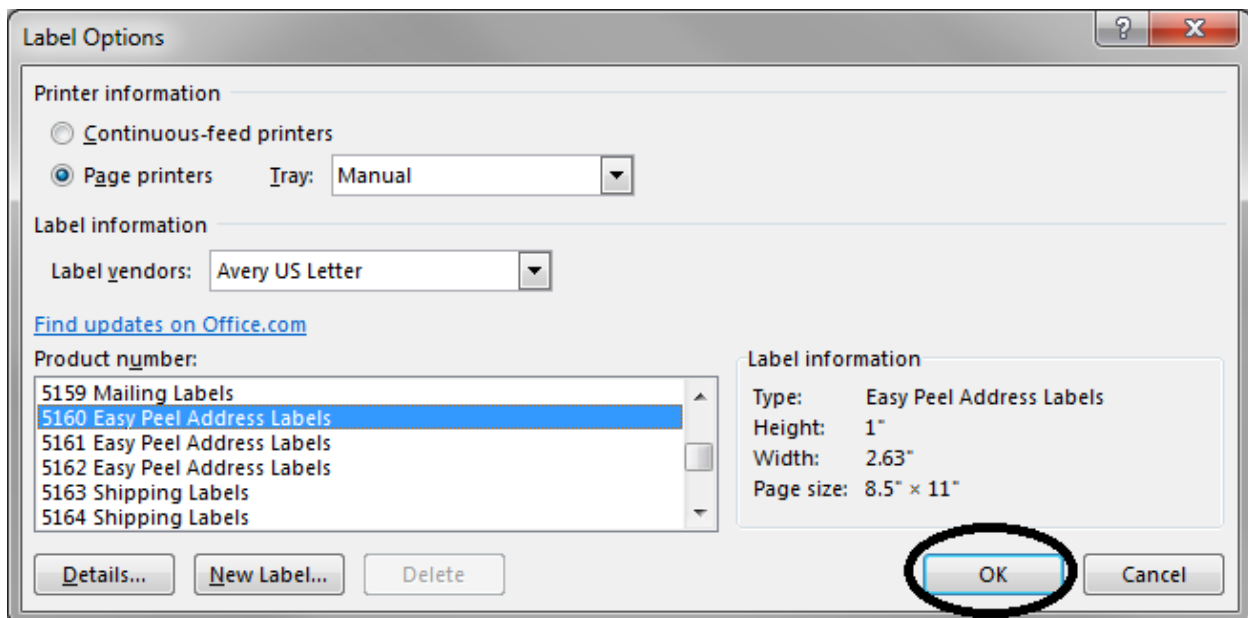 Label Options
Printer information
Continuous-feed printers
Page printers Tray: Manual
Label information
Label vendors: Avery US Letter
Find updates on Office.com
Product number:
5159 Mailing Labels
5160 Easy Peel Address Labels
5161 Easy Peel Address Labels
5162 Easy Peel Address Labels
5163 Shipping Labels
5164 Shipping Labels
Label information
Type: Easy Peel Address Labels
Height: 1"
Width: 2.63"
Page size: 8.5" × 11"
Details... New Label... Delete OK Cancel